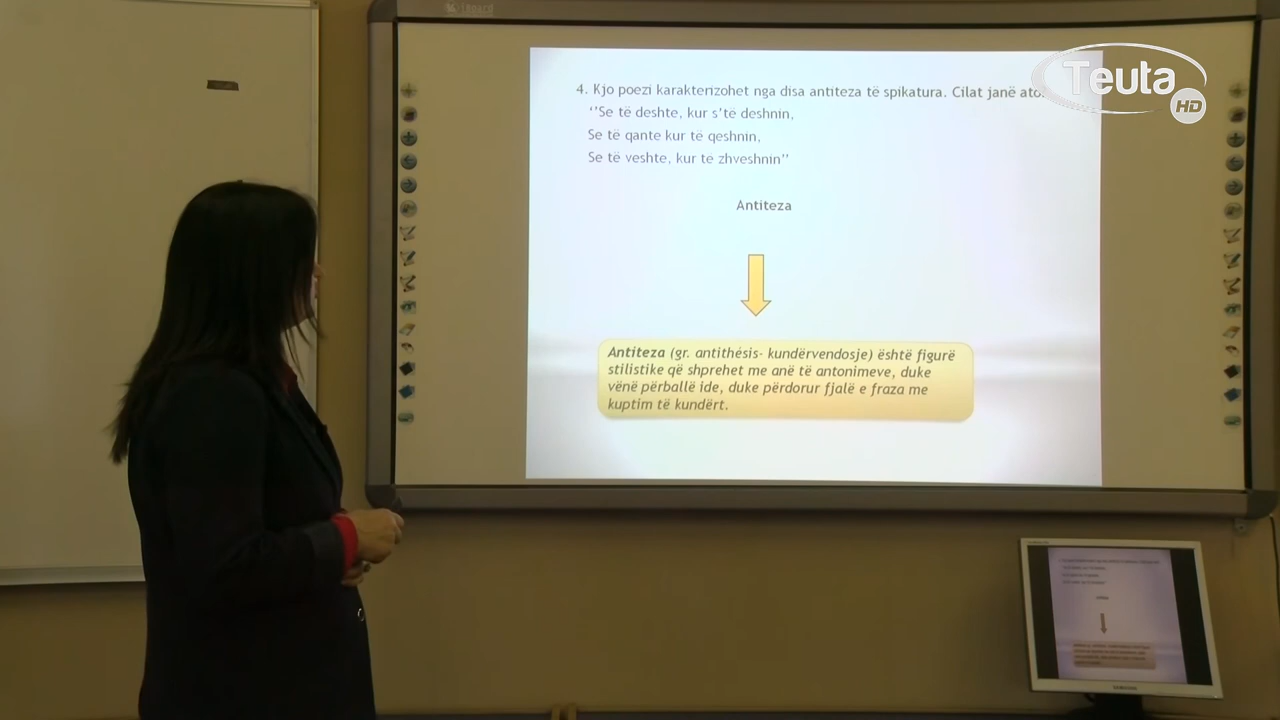 4. Kjo poezi karakterizohet nga disa antiteza të spikatura. Cilat janë ato
‘‘Se të deshte, kur s’të deshnin,
Se të qante kur të qeshnin,
Se të veshte, kur te zhveshnin’’
Antiteza
Antiteza (gr. antithésis- kundërvendosje) është figurë
stilistike që shprehet me anë të antonimeve, duke
vënë përballë ide, duke përdorur fjalë e fraza me
kuptim të kundërt.
Teuta
HD